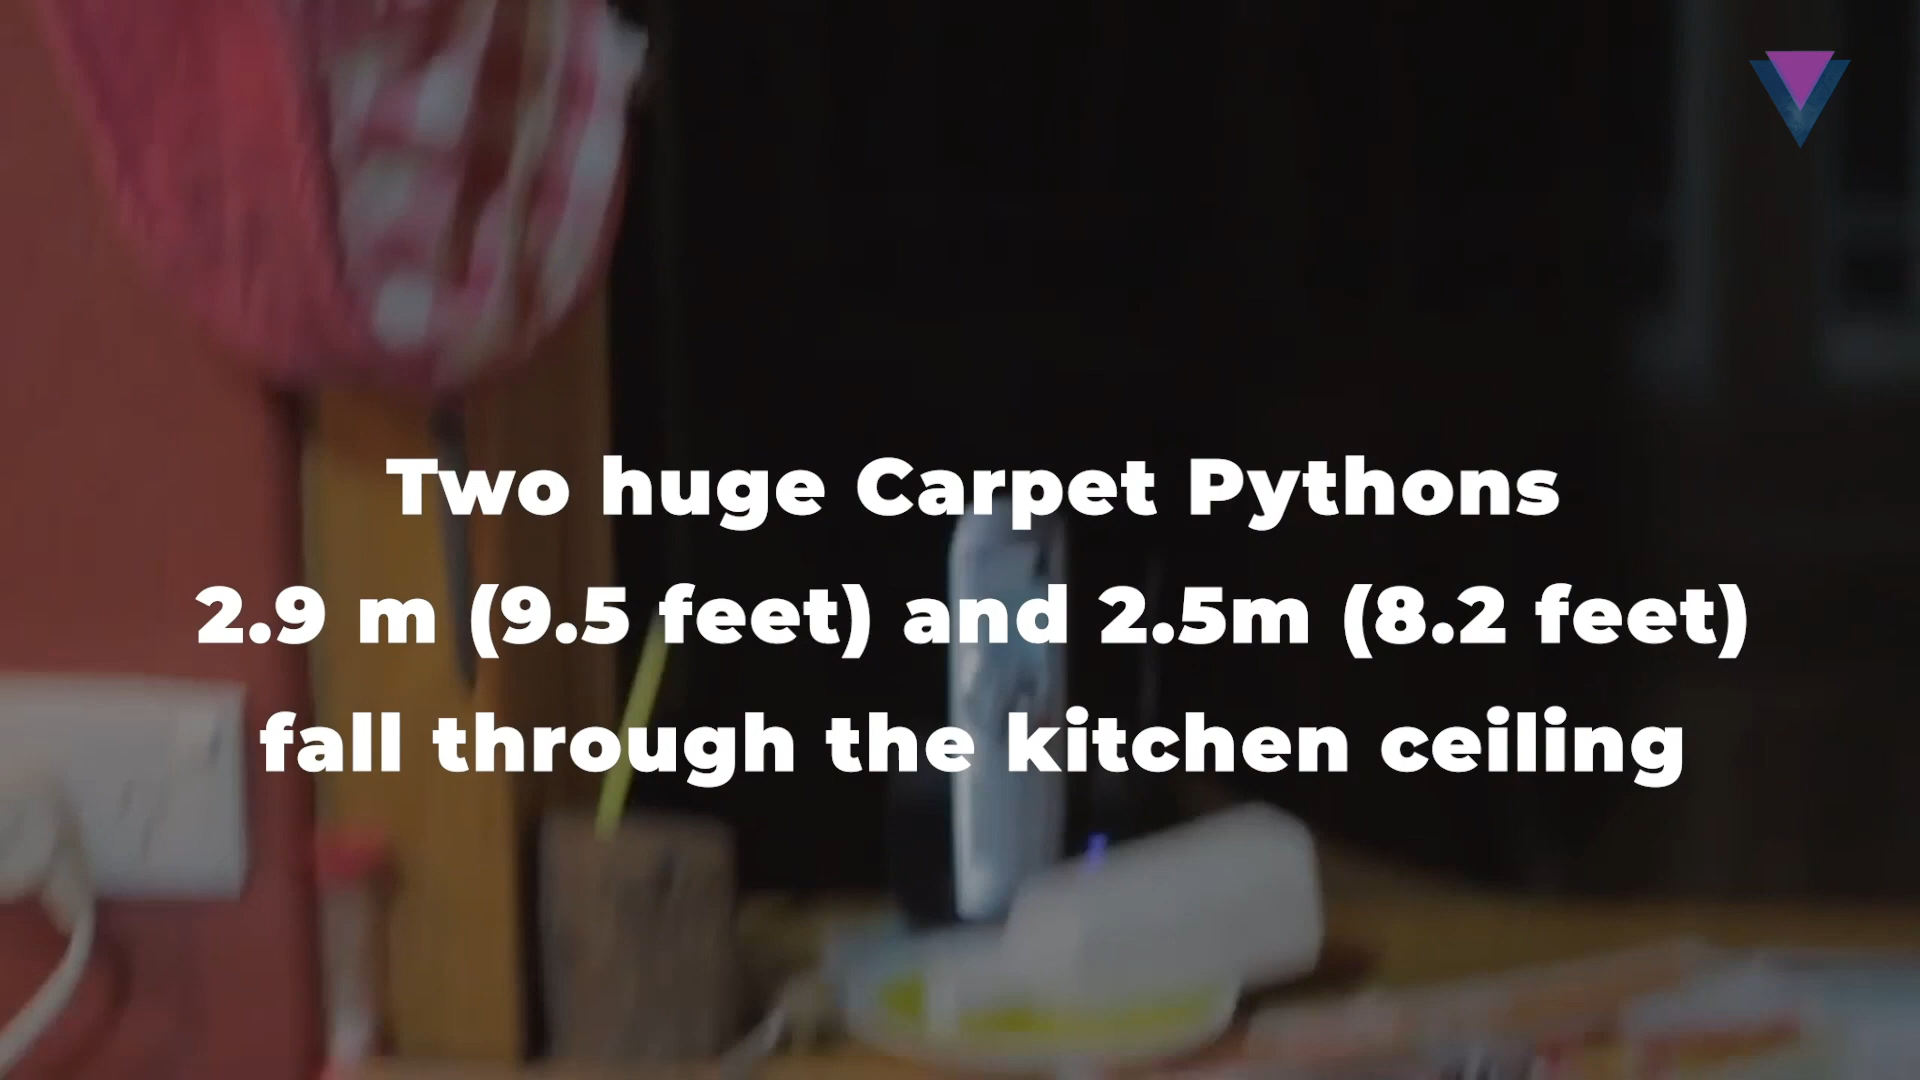 Two huge Carpet Pythons
2.9 m (9.5 feet) and 2.5m (8.2 feet)
fall through the kitchen ceiling